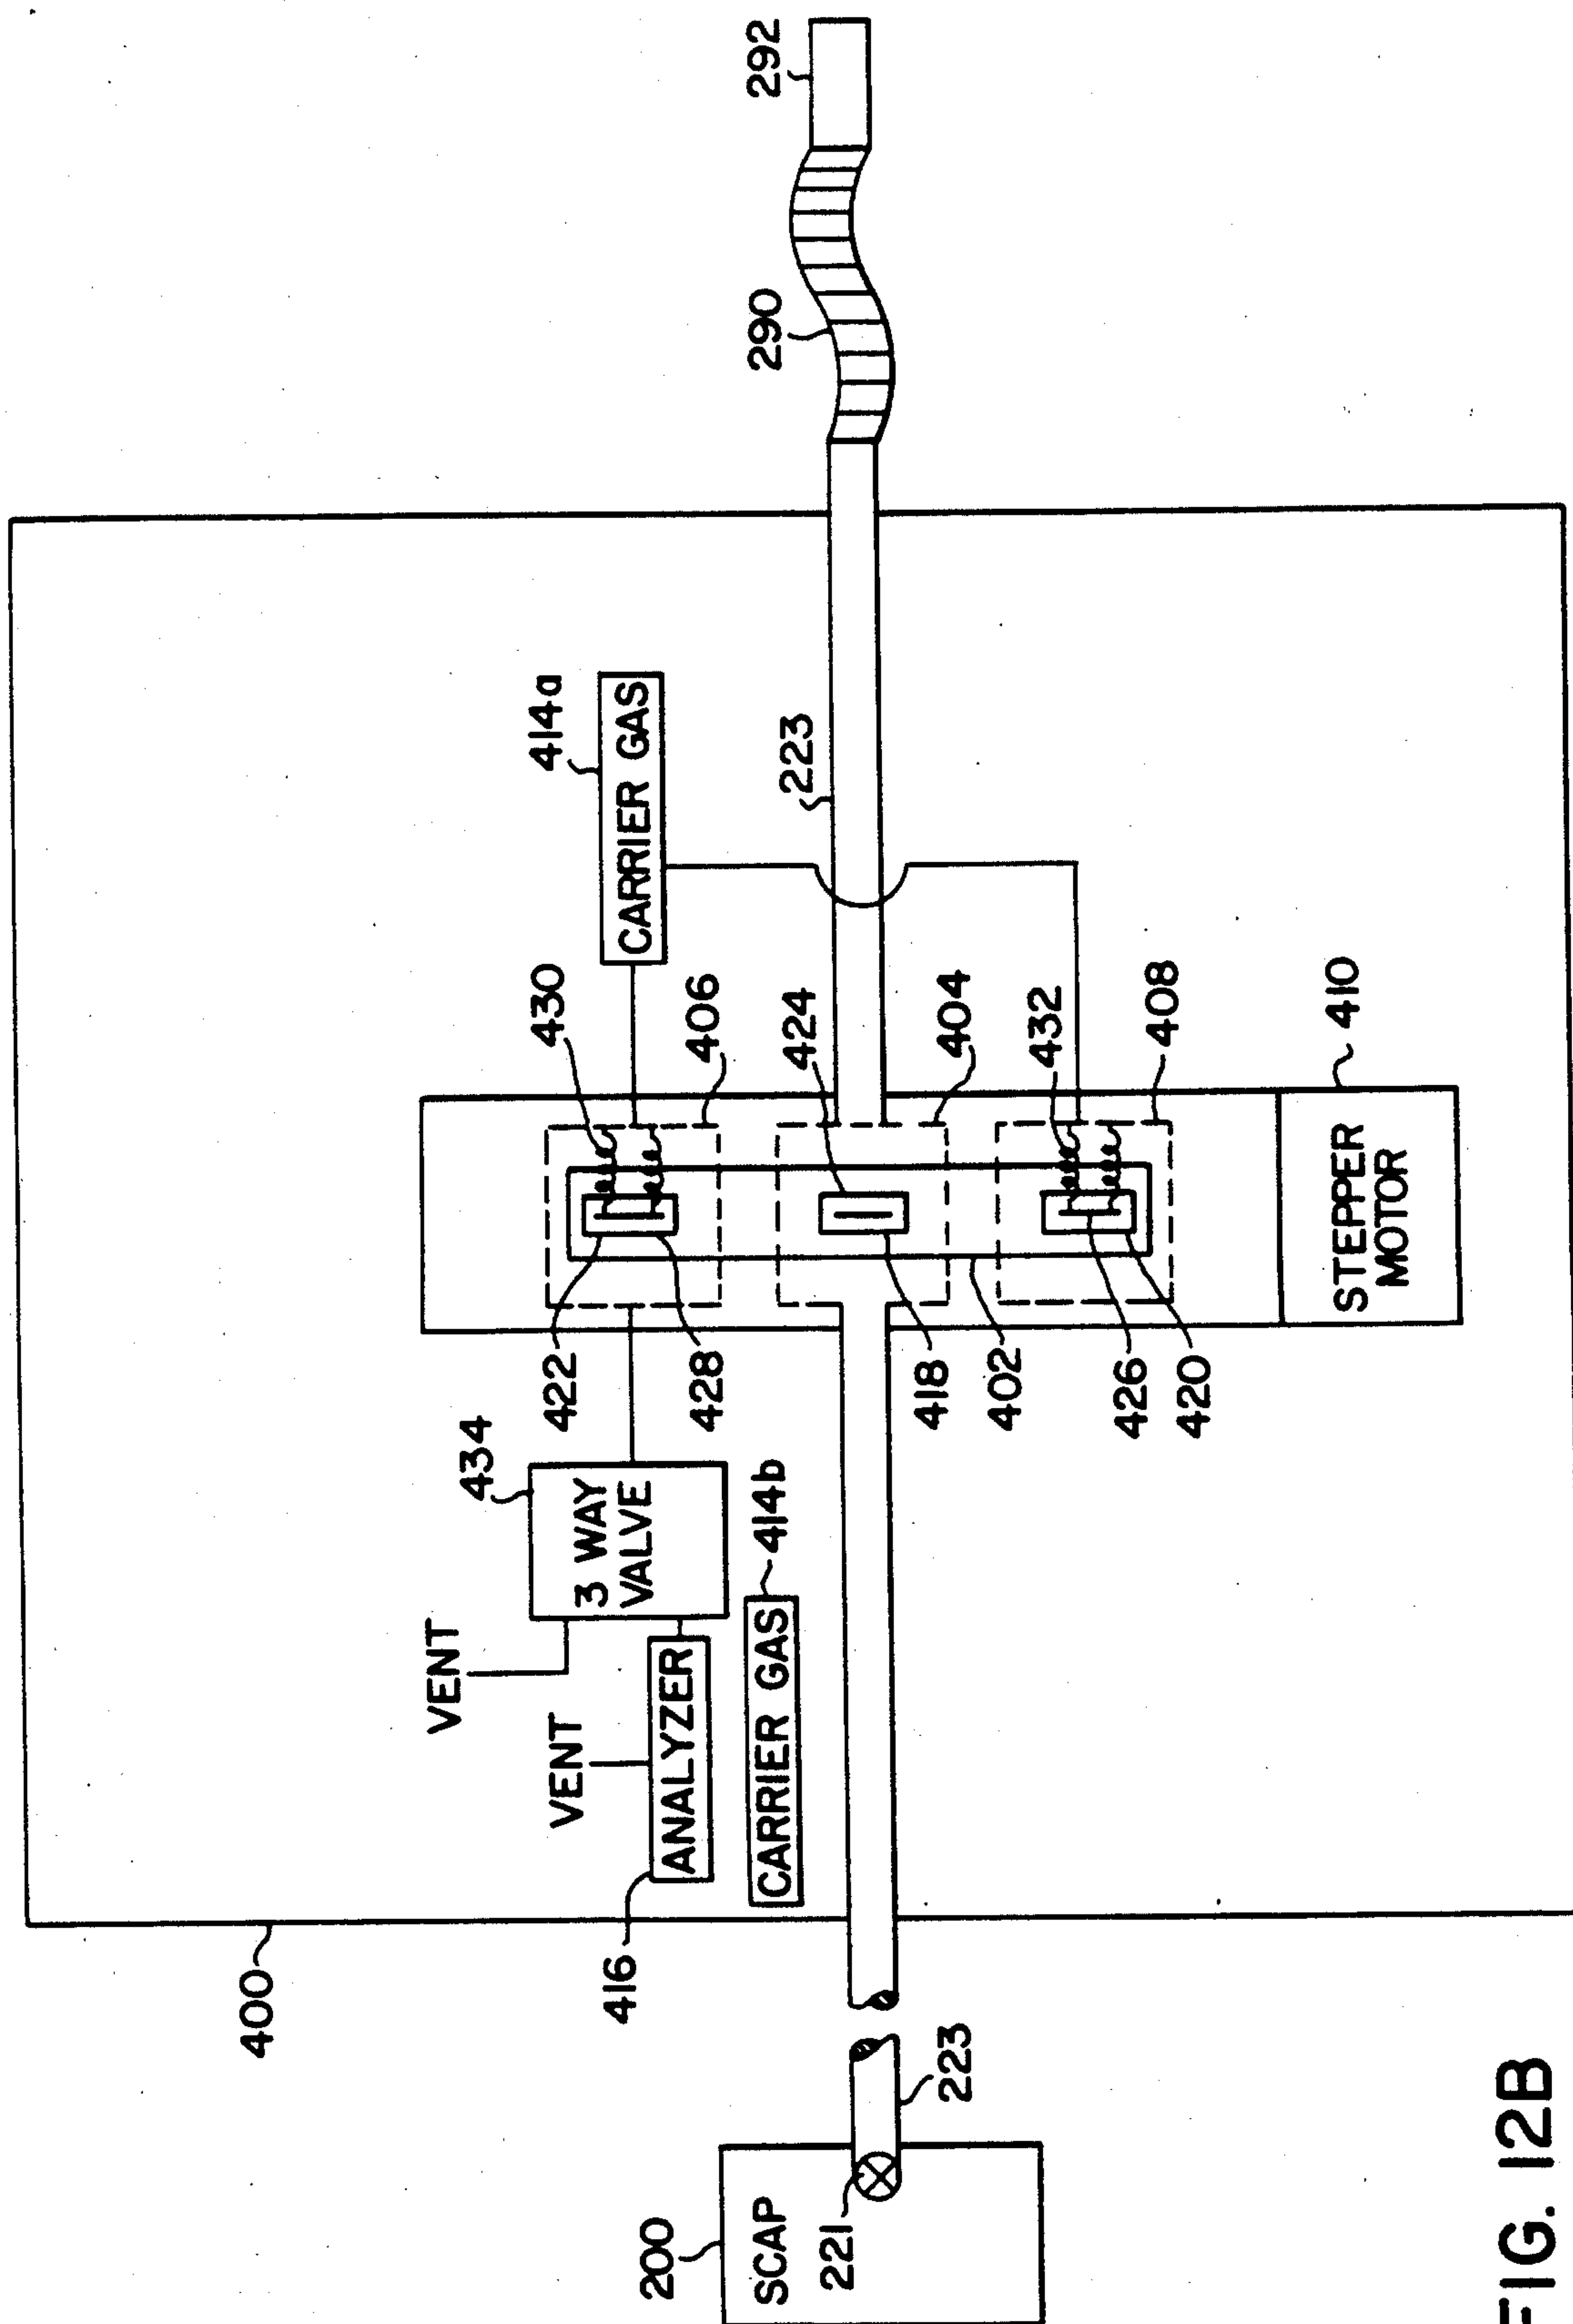 292
290
414a
CARRIER GAS
223
430
406
424
404
432
408
410
STEPPER
MOTOR
422
428
418
402
426
420
434
3 WAY
VALVE
VENT
VENT
414b
ANALYZER
CARRIER GAS
416
400
223
200
SCAP
221
FIG. 12B